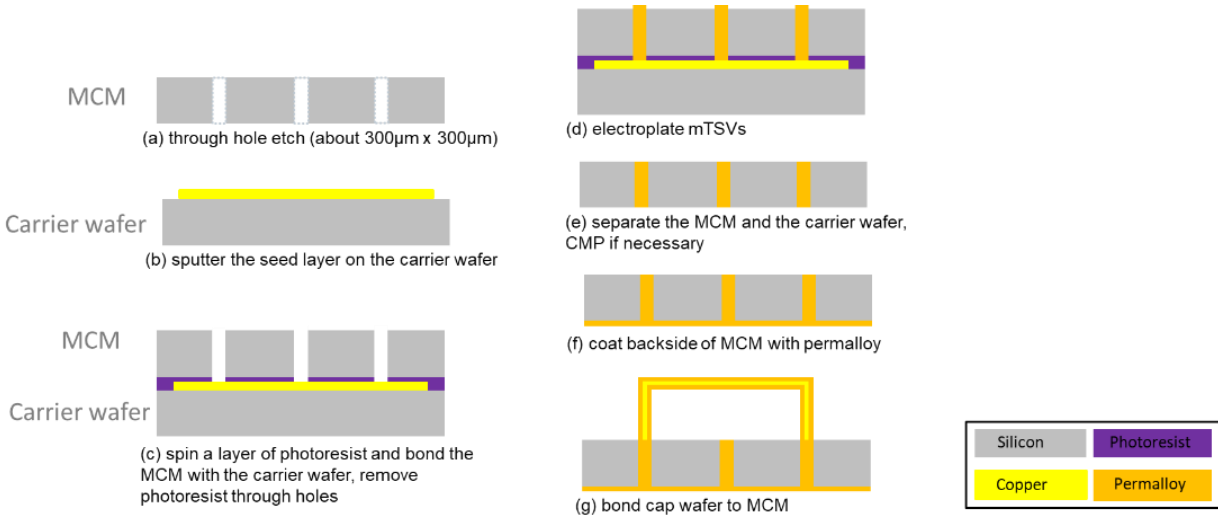 MCM
(a) through hole etch (about 300μm x 300μm)
Carrier wafer
(b) sputter the seed layer on the carrier wafer
MCM
Carrier wafer
(c) spin a layer of photoresist and bond the
MCM with the carrier wafer, remove
photoresist through holes
(d) electroplate mTSVs
(e) separate the MCM and the carrier wafer,
CMP if necessary
(f) coat backside of MCM with permalloy
(g) bond cap wafer to MCM
Silicon
Photoresist
Copper
Permalloy